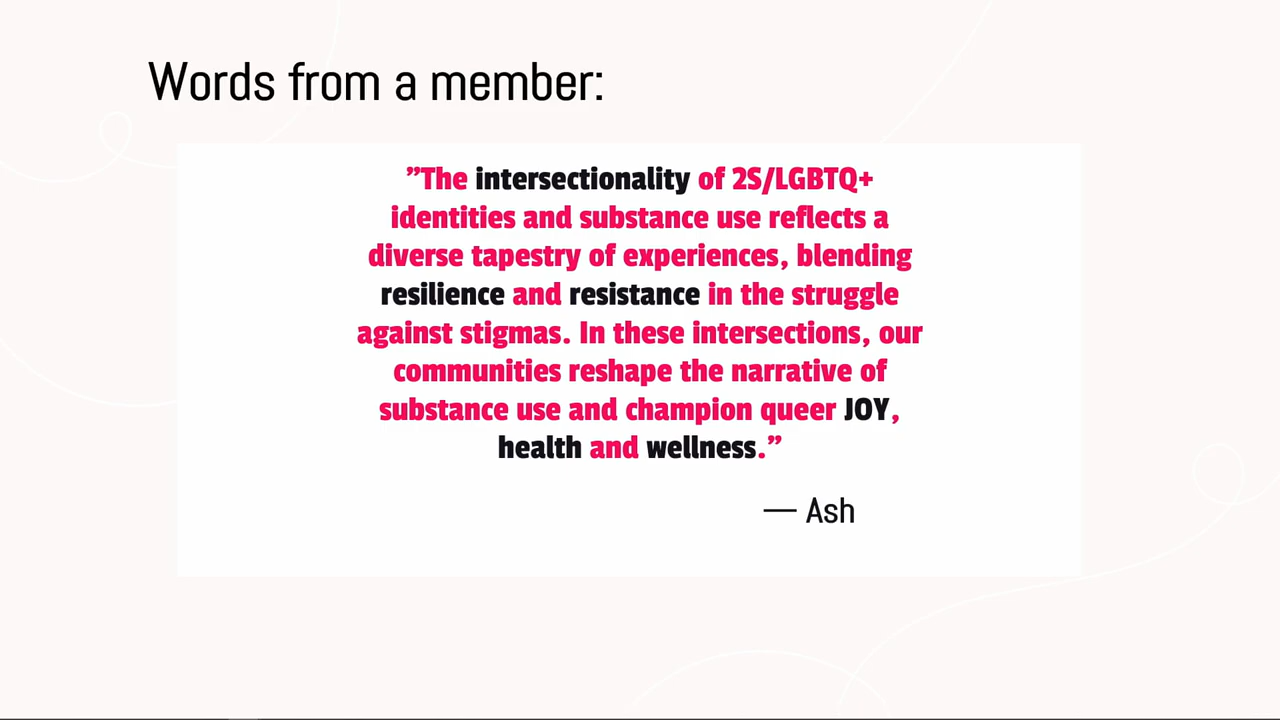 Words from a member:
”The intersectionality of 2S/LGBTQ+
identities and substance use reflects a
diverse tapestry of experiences, blending
resilience and resistance in the struggle
against stigmas. In these intersections, our
communities reshape the narrative of
substance use and champion queer JOY,
health and wellness.”
— Ash